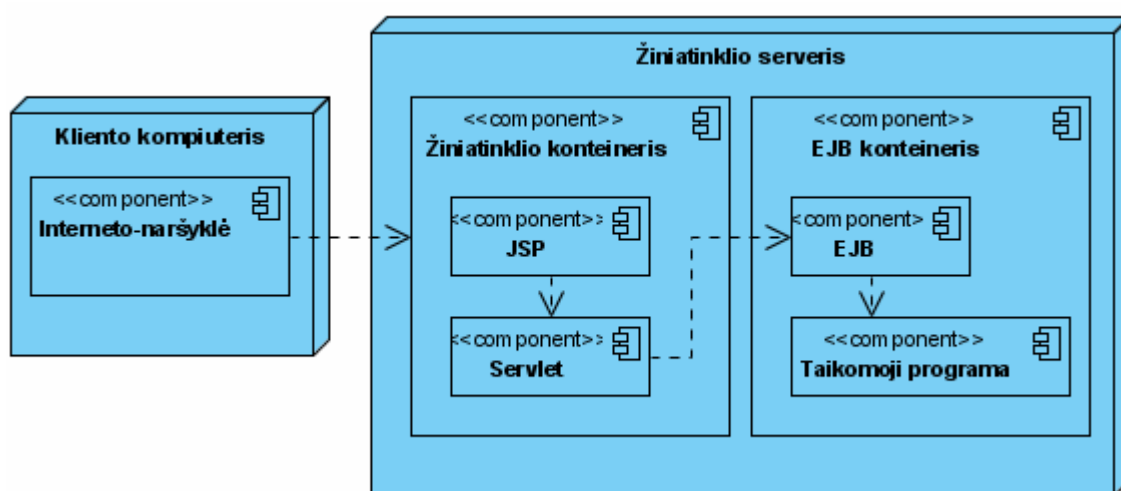 Žiniatinklio serveris
Kliento kompiuteris
<<component>>
Interneto-naršyklė
<<component>>
Žiniatinklio konteineris
<<component>>
JSP
<<component>>
Servlet
<<component>>
EJB konteineris
<<component>
EJB
<<component>>
Taikomoji programa